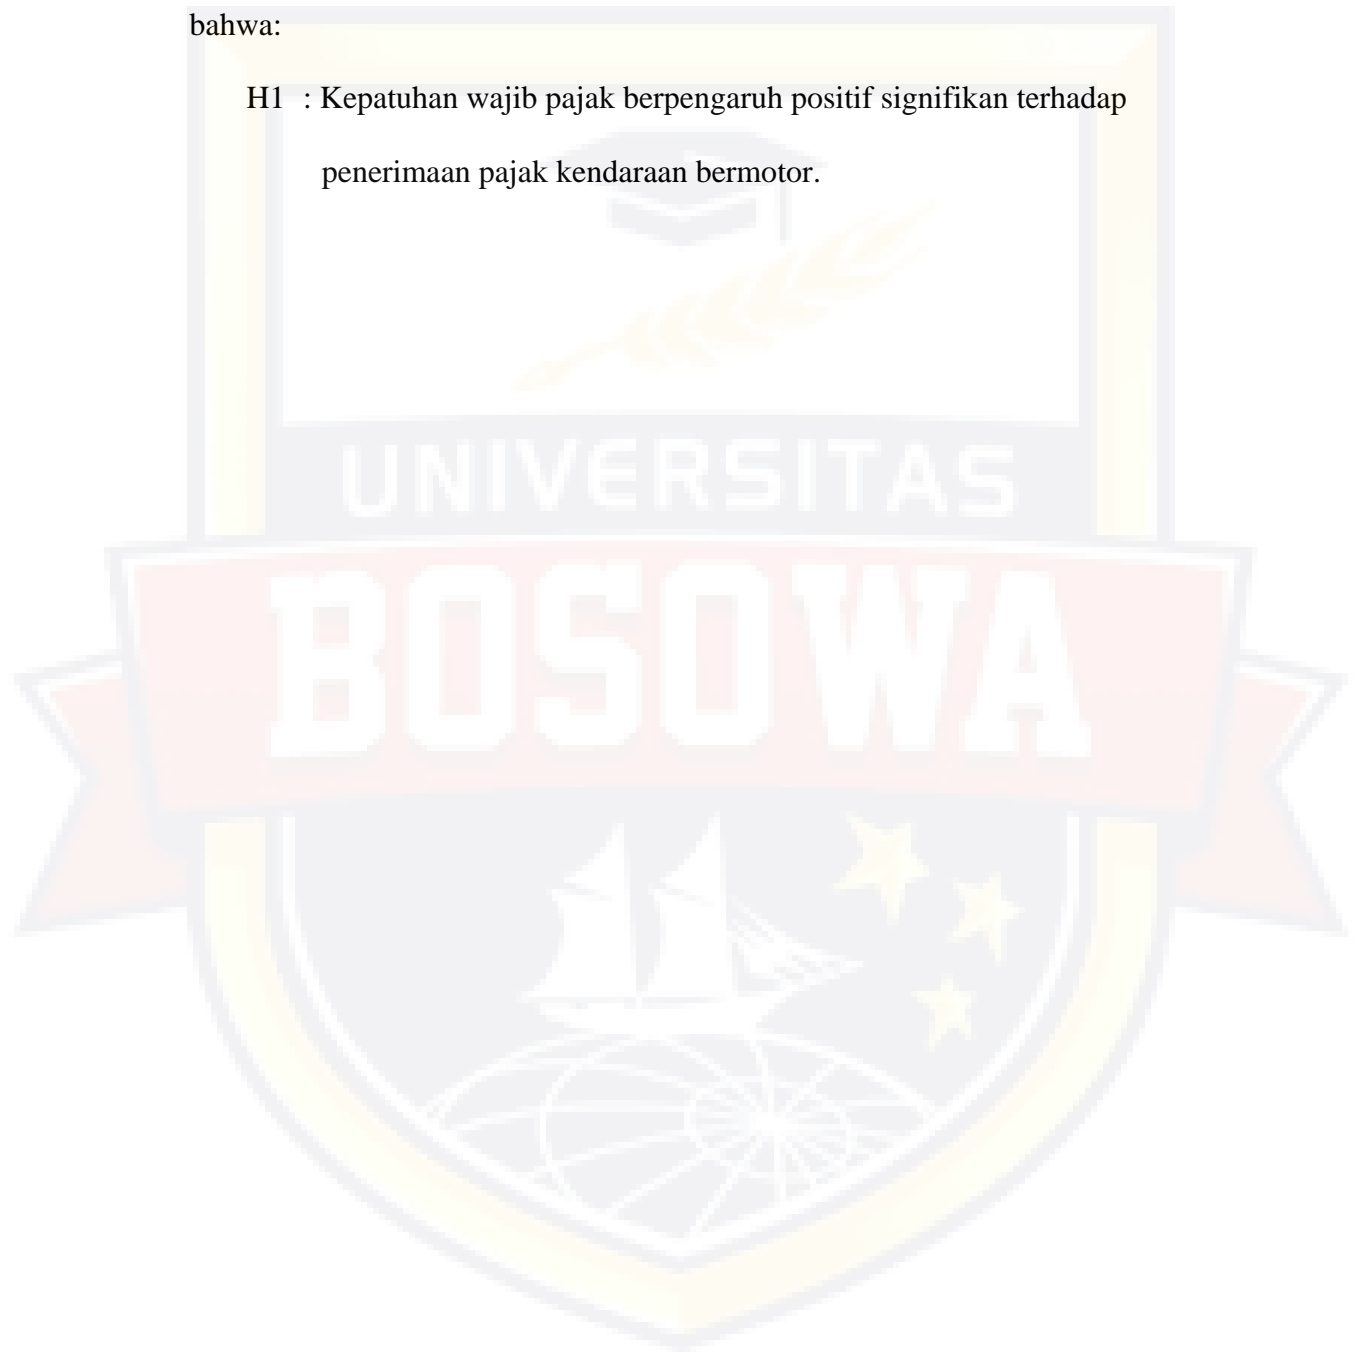 bahwa:
H1 : Kepatuhan wajib pajak berpengaruh positif signifikan terhadap
penerimaan pajak kendaraan bermotor.
UNIVERSITAS
BOSOWA